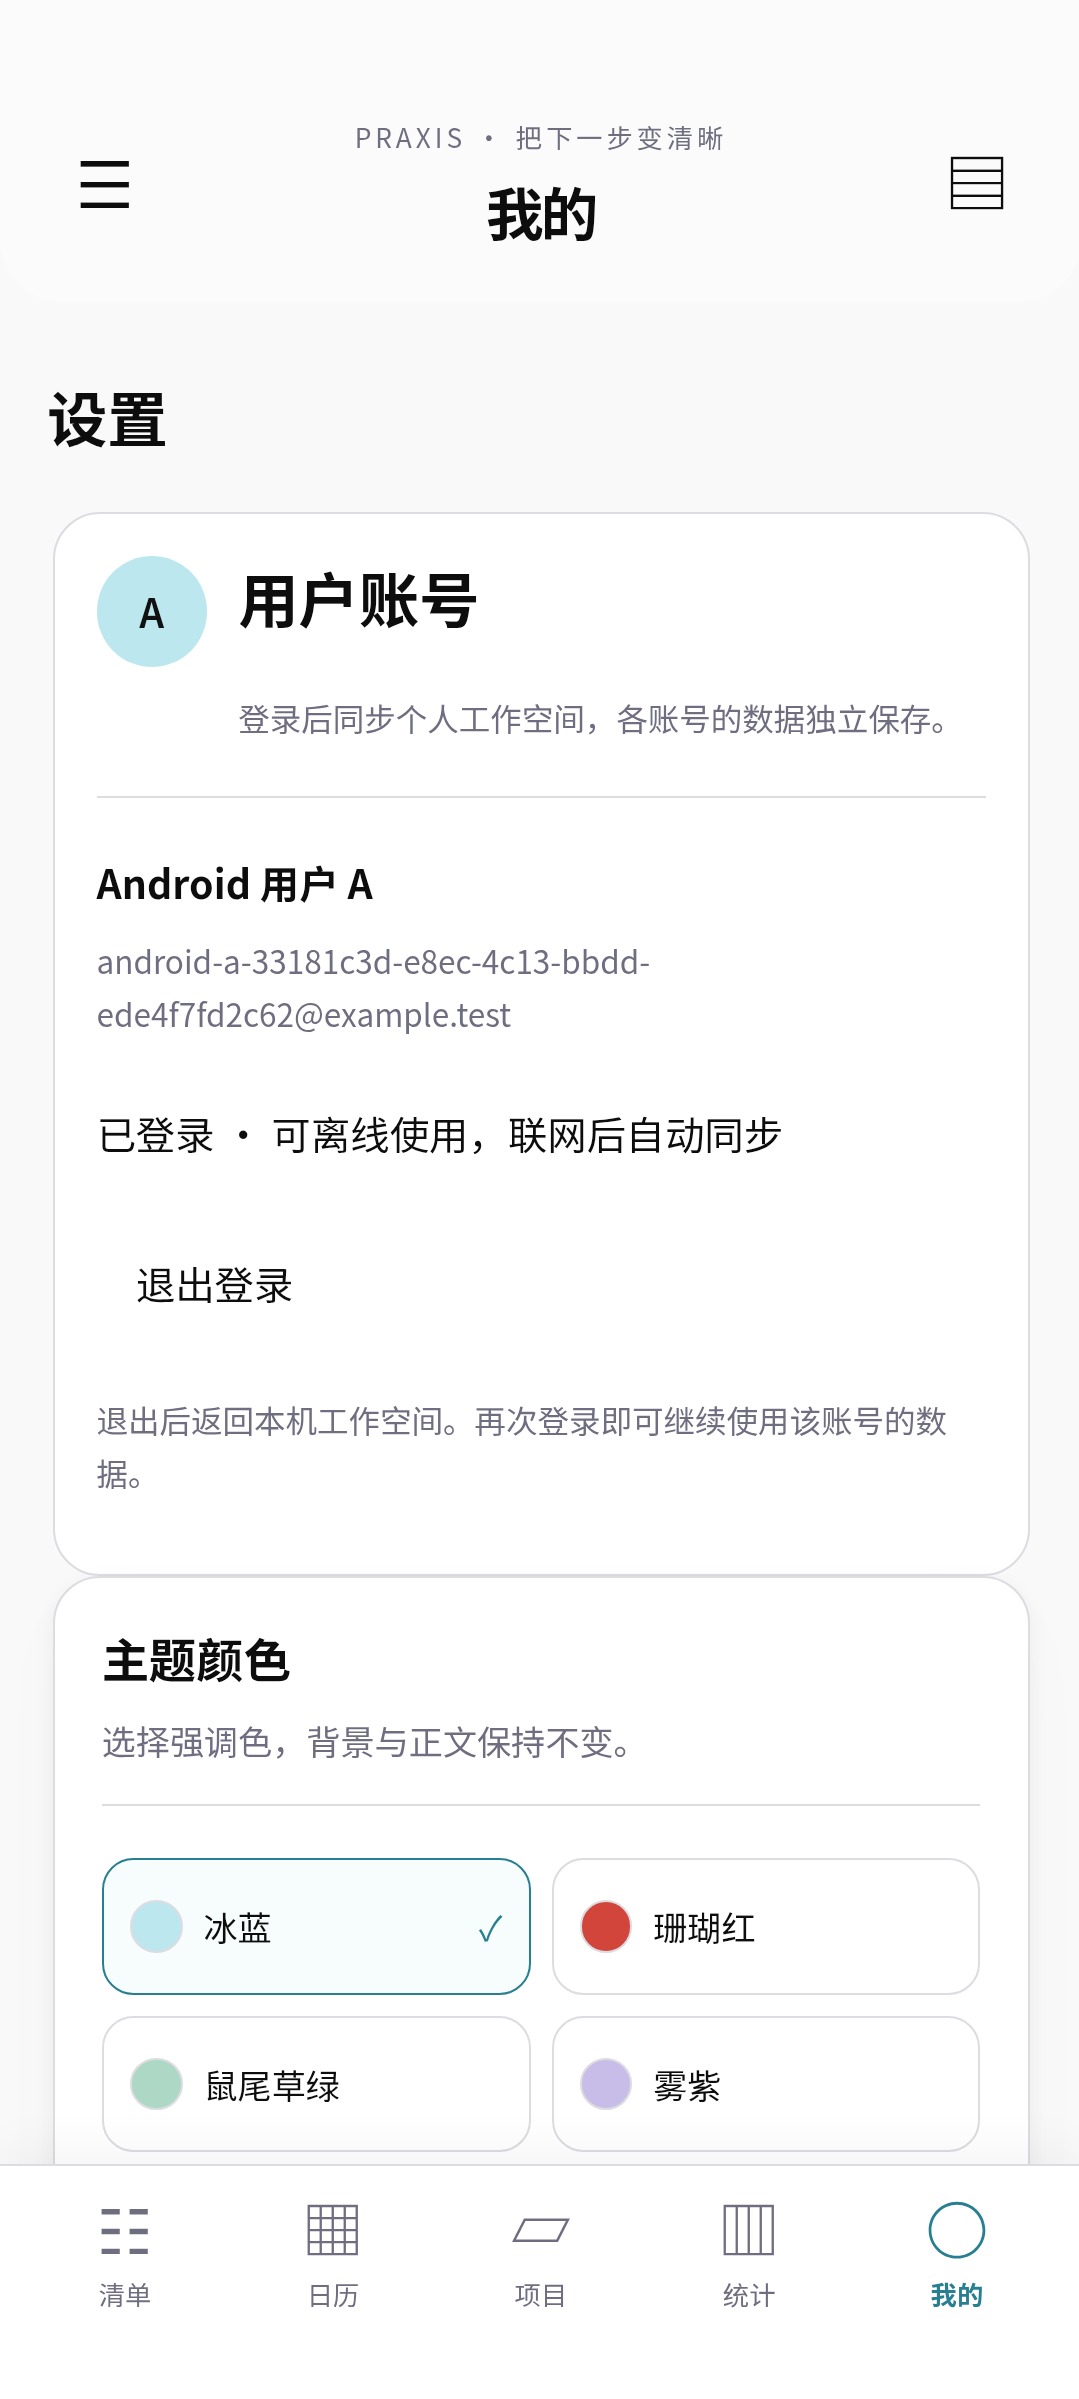 PRAXIS · 把下一步变清晰
我的
设置
A
用户账号
登录后同步个人工作空间，各账号的数据独立保存。
Android 用户 A
android-a-33181c3d-e8ec-4c13-bbdd-
ede4f7fd2c62@example.test
已登录 · 可离线使用，联网后自动同步
退出登录
退出后返回本机工作空间。再次登录即可继续使用该账号的数
据。
主题颜色
选择强调色，背景与正文保持不变。
冰蓝 ✓
珊瑚红
鼠尾草绿
雾紫
清单
日历
项目
统计
我的